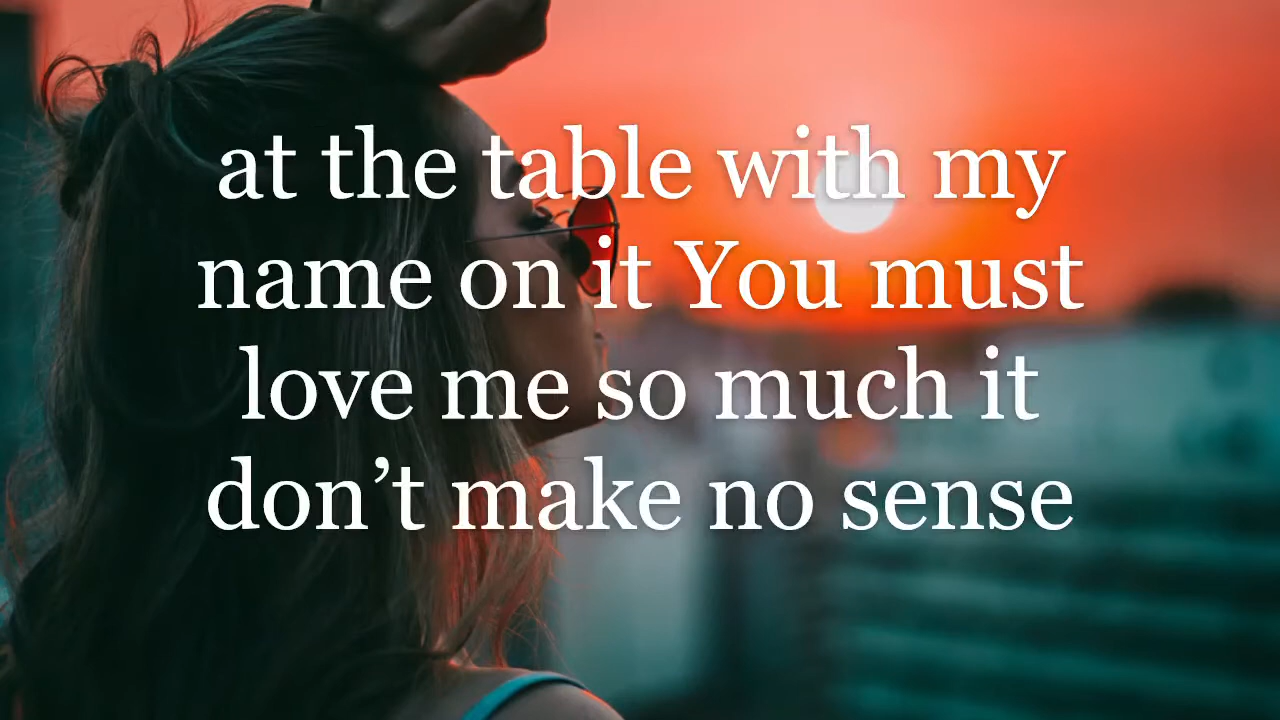 at the table with my
name on it You must
love me so much it
don’t make no sense